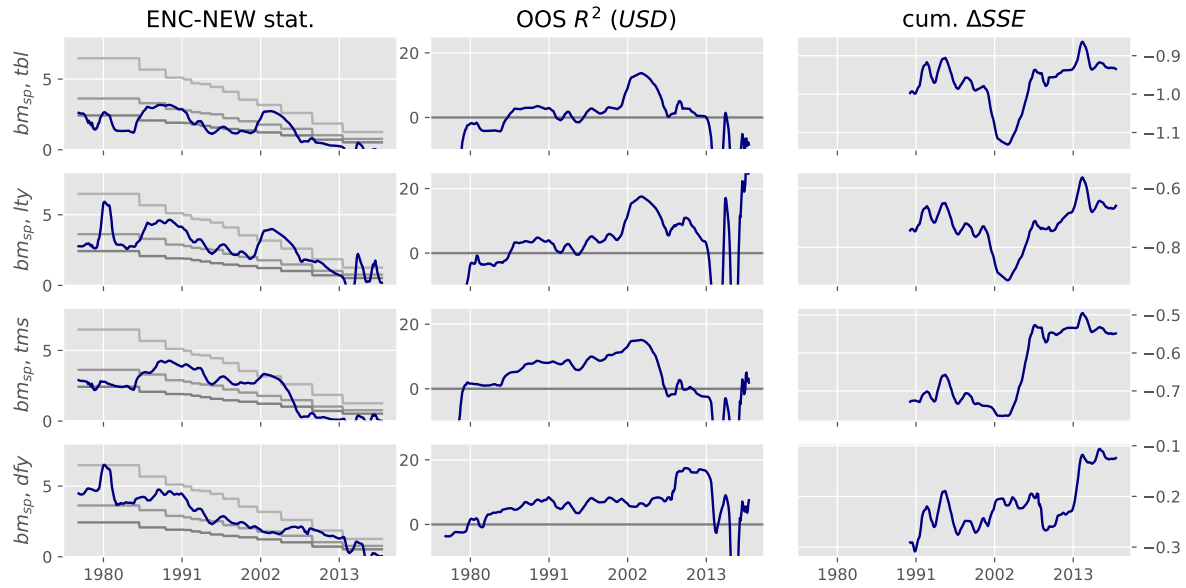 ENC-NEW stat. OOS R² (USD) cum. ΔSSE
bm_sp, tbl 5 0 20 0 −0.9 −1.0 −1.1
bm_sp, lty 5 0 20 0 −0.6 −0.8
bm_sp, tms 5 0 20 0 −0.5 −0.6 −0.7
bm_sp, dfy 5 0 20 0 −0.1 −0.2 −0.3
1980 1991 2002 2013 1980 1991 2002 2013 1980 1991 2002 2013